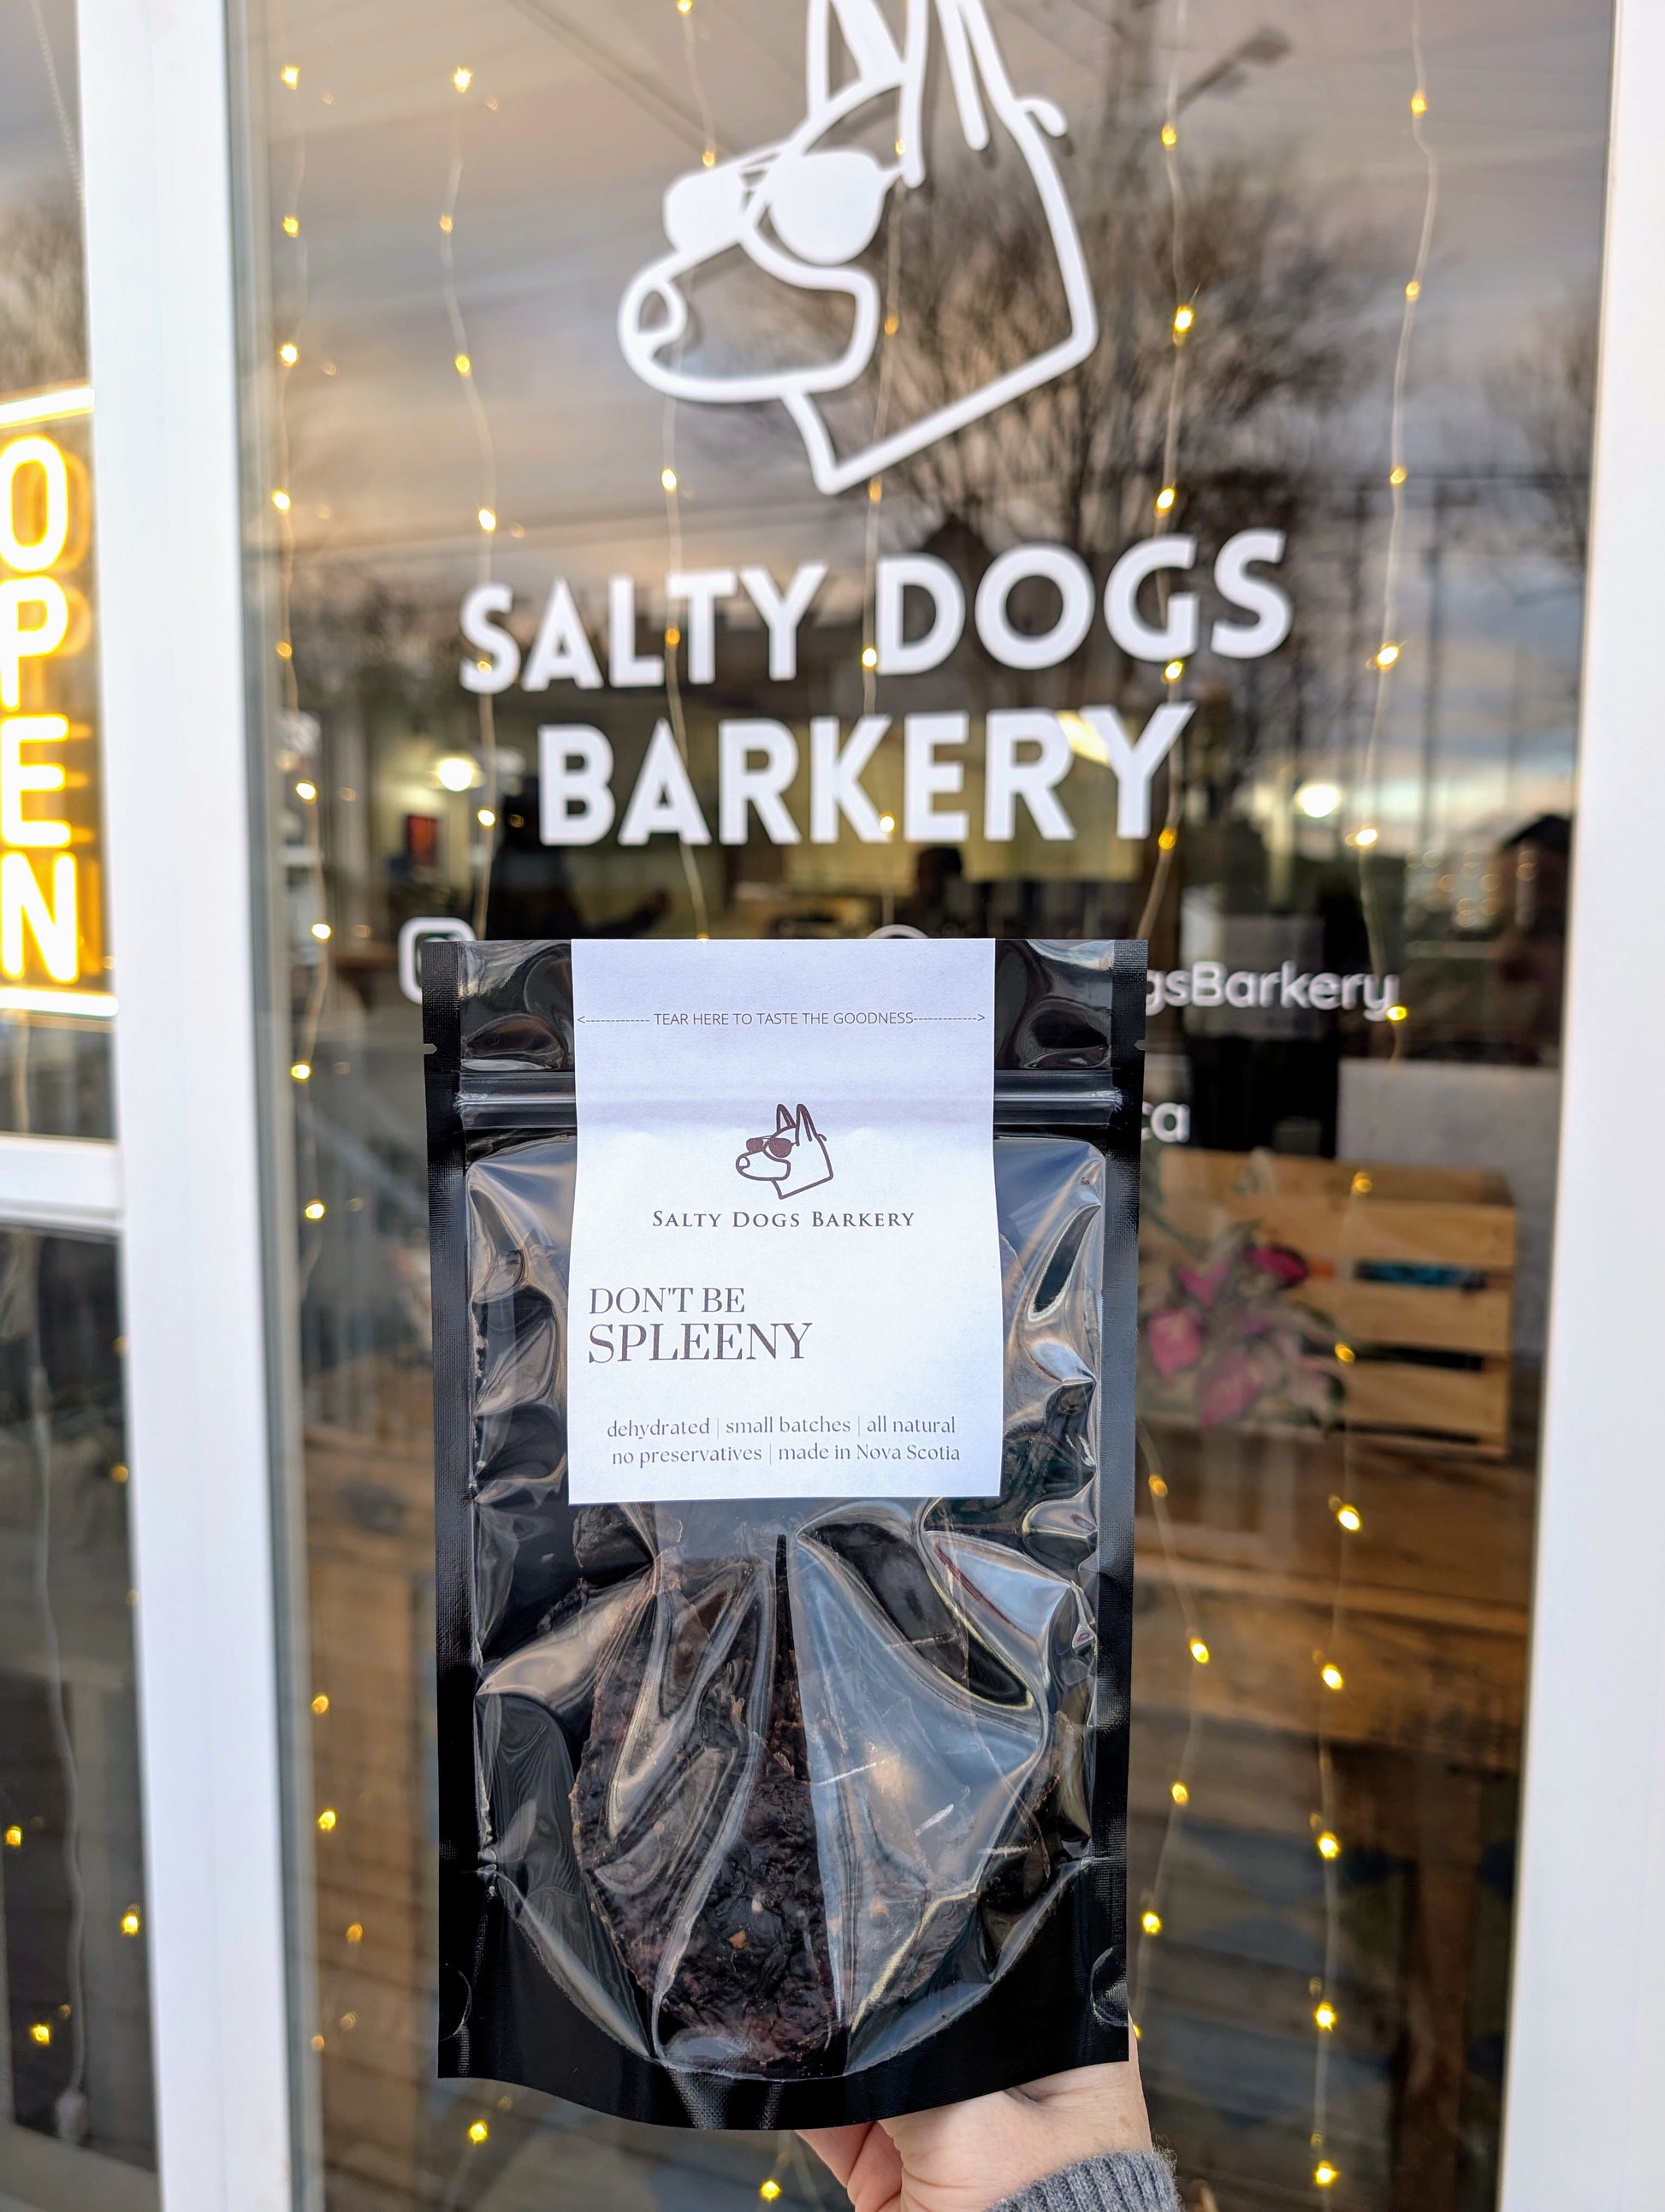 OPEN
SALTY DOGS
BARKERY
gsBarkery
ca
<------------- TEAR HERE TO TASTE THE GOODNESS------------->
SALTY DOGS BARKERY
DON'T BE
SPLEENY
dehydrated | small batches | all natural
no preservatives | made in Nova Scotia